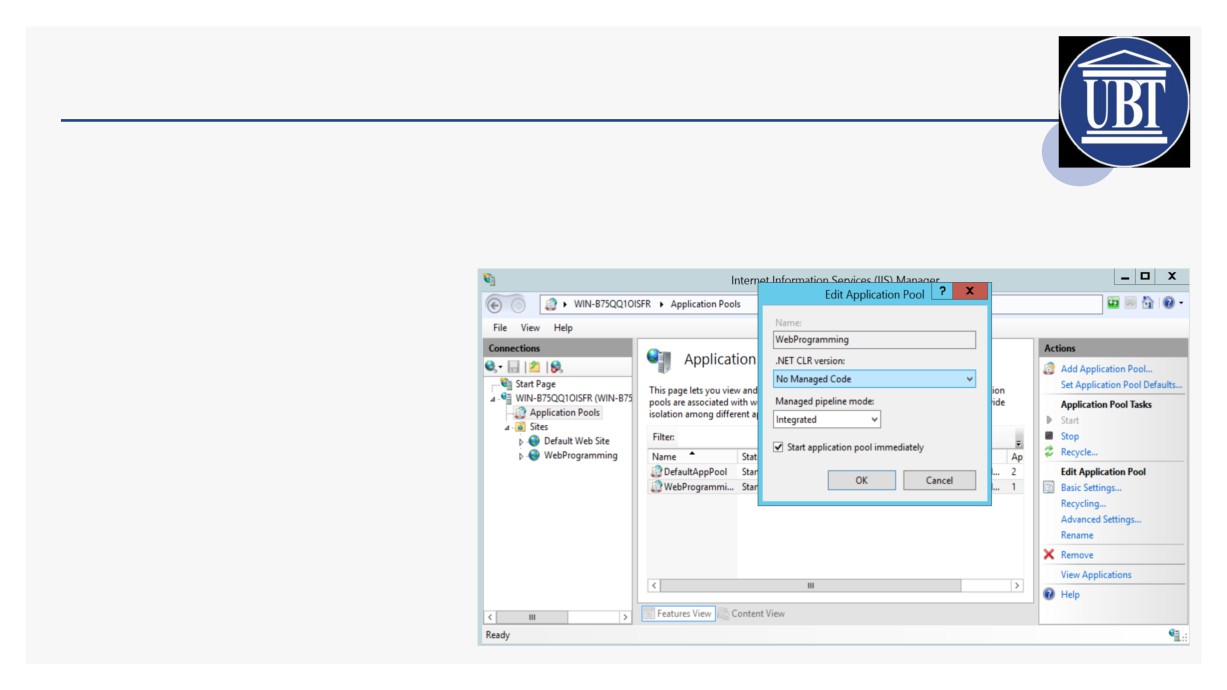 UBT
Internet Information Services (IIS) Manager
WIN-B75QQ1OISFR ▸ Application Pools
File View Help
Connections
Start Page
WIN-B75QQ1OISFR (WIN-B75
Application Pools
Sites
Default Web Site
WebProgramming
Application
This page lets you view and
pools are associated with w
isolation among different a
Filter:
Name Stat
DefaultAppPool Star
WebProgrammi... Star
Edit Application Pool
Name:
WebProgramming
.NET CLR version:
No Managed Code
Managed pipeline mode:
Integrated
Start application pool immediately
OK Cancel
ion
ide
Ap
... 2
... 1
Features View Content View
Actions
Add Application Pool...
Set Application Pool Defaults...
Application Pool Tasks
Start
Stop
Recycle...
Edit Application Pool
Basic Settings...
Recycling...
Advanced Settings...
Rename
Remove
View Applications
Help
Ready